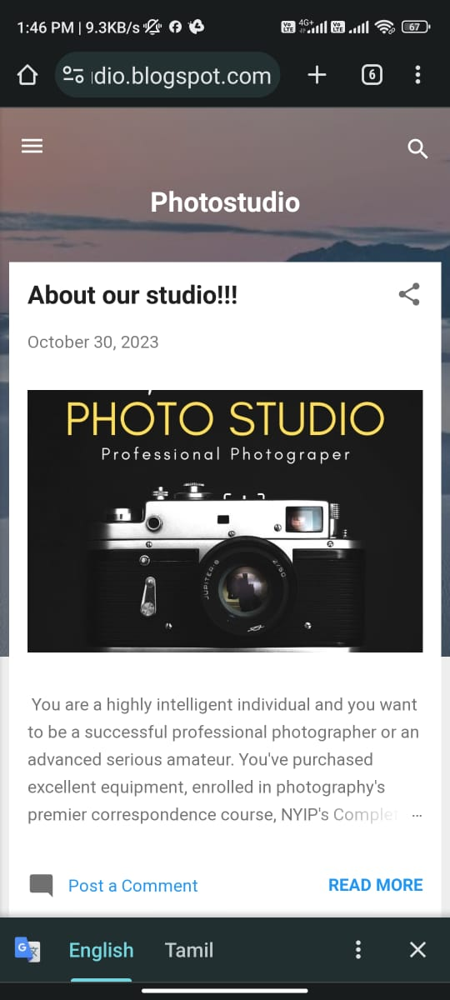 1:46 PM | 9.3KB/s
Vo LTE 4G+ Vo LTE 67
dio.blogspot.com
6
Photostudio
About our studio!!!
October 30, 2023
PHOTO STUDIO
Professional Photograper
JUPITER-8 2/50
You are a highly intelligent individual and you want
to be a successful professional photographer or an
advanced serious amateur. You've purchased
excellent equipment, enrolled in photography's
premier correspondence course, NYIP's Complet ...
Post a Comment
READ MORE
G 文
English
Tamil